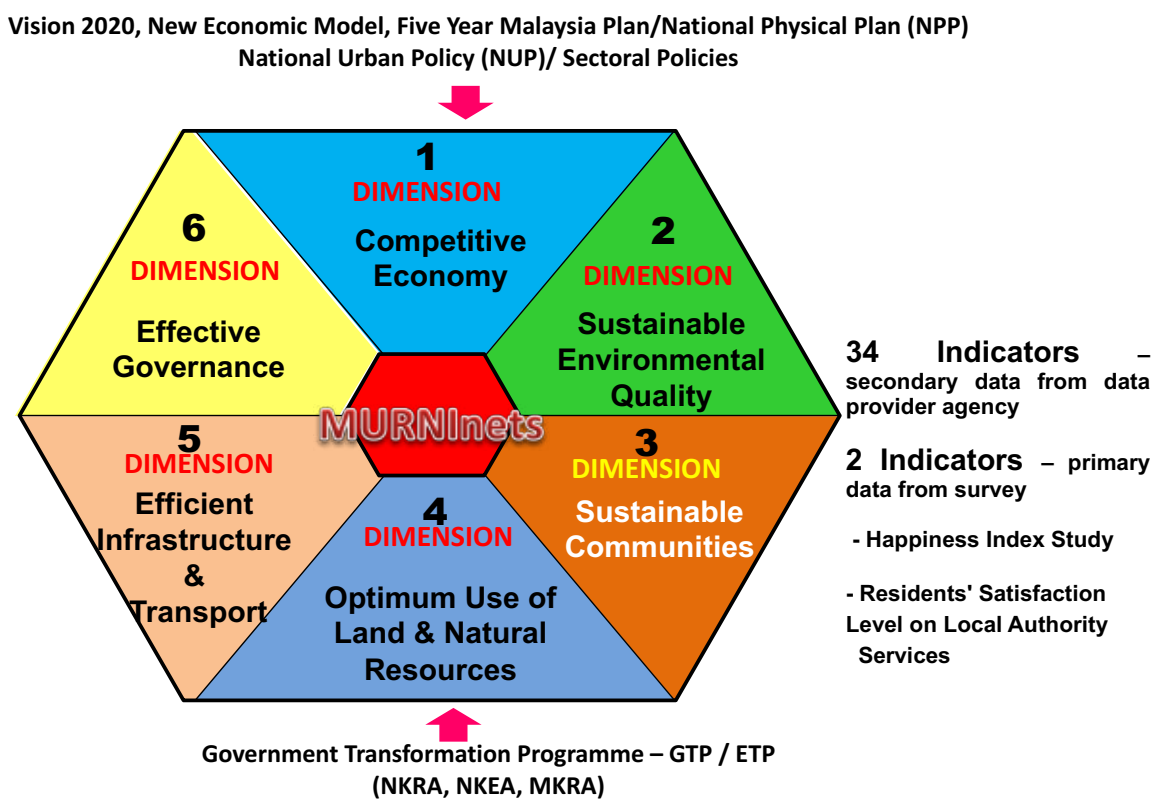 Vision 2020, New Economic Model, Five Year Malaysia Plan/National Physical Plan (NPP)
National Urban Policy (NUP)/ Sectoral Policies
1
DIMENSION
Competitive
Economy
2
DIMENSION
Sustainable
Environmental
Quality
3
DIMENSION
Sustainable
Communities
4
DIMENSION
Optimum Use of
Land & Natural
Resources
5
DIMENSION
Efficient
Infrastructure
&
Transport
6
DIMENSION
Effective
Governance
MURNInets
34 Indicators –
secondary data from data
provider agency
2 Indicators – primary
data from survey
- Happiness Index Study
- Residents' Satisfaction
Level on Local Authority
Services
Government Transformation Programme – GTP / ETP
(NKRA, NKEA, MKRA)